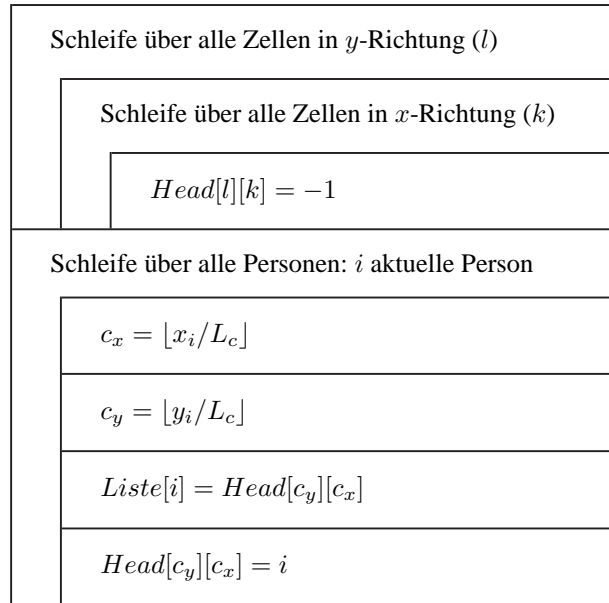 Schleife über alle Zellen in y-Richtung (l)
Schleife über alle Zellen in x-Richtung (k)
Head[l][k] = −1
Schleife über alle Personen: i aktuelle Person
c_x = ⌊x_i/L_c⌋
c_y = ⌊y_i/L_c⌋
Liste[i] = Head[c_y][c_x]
Head[c_y][c_x] = i